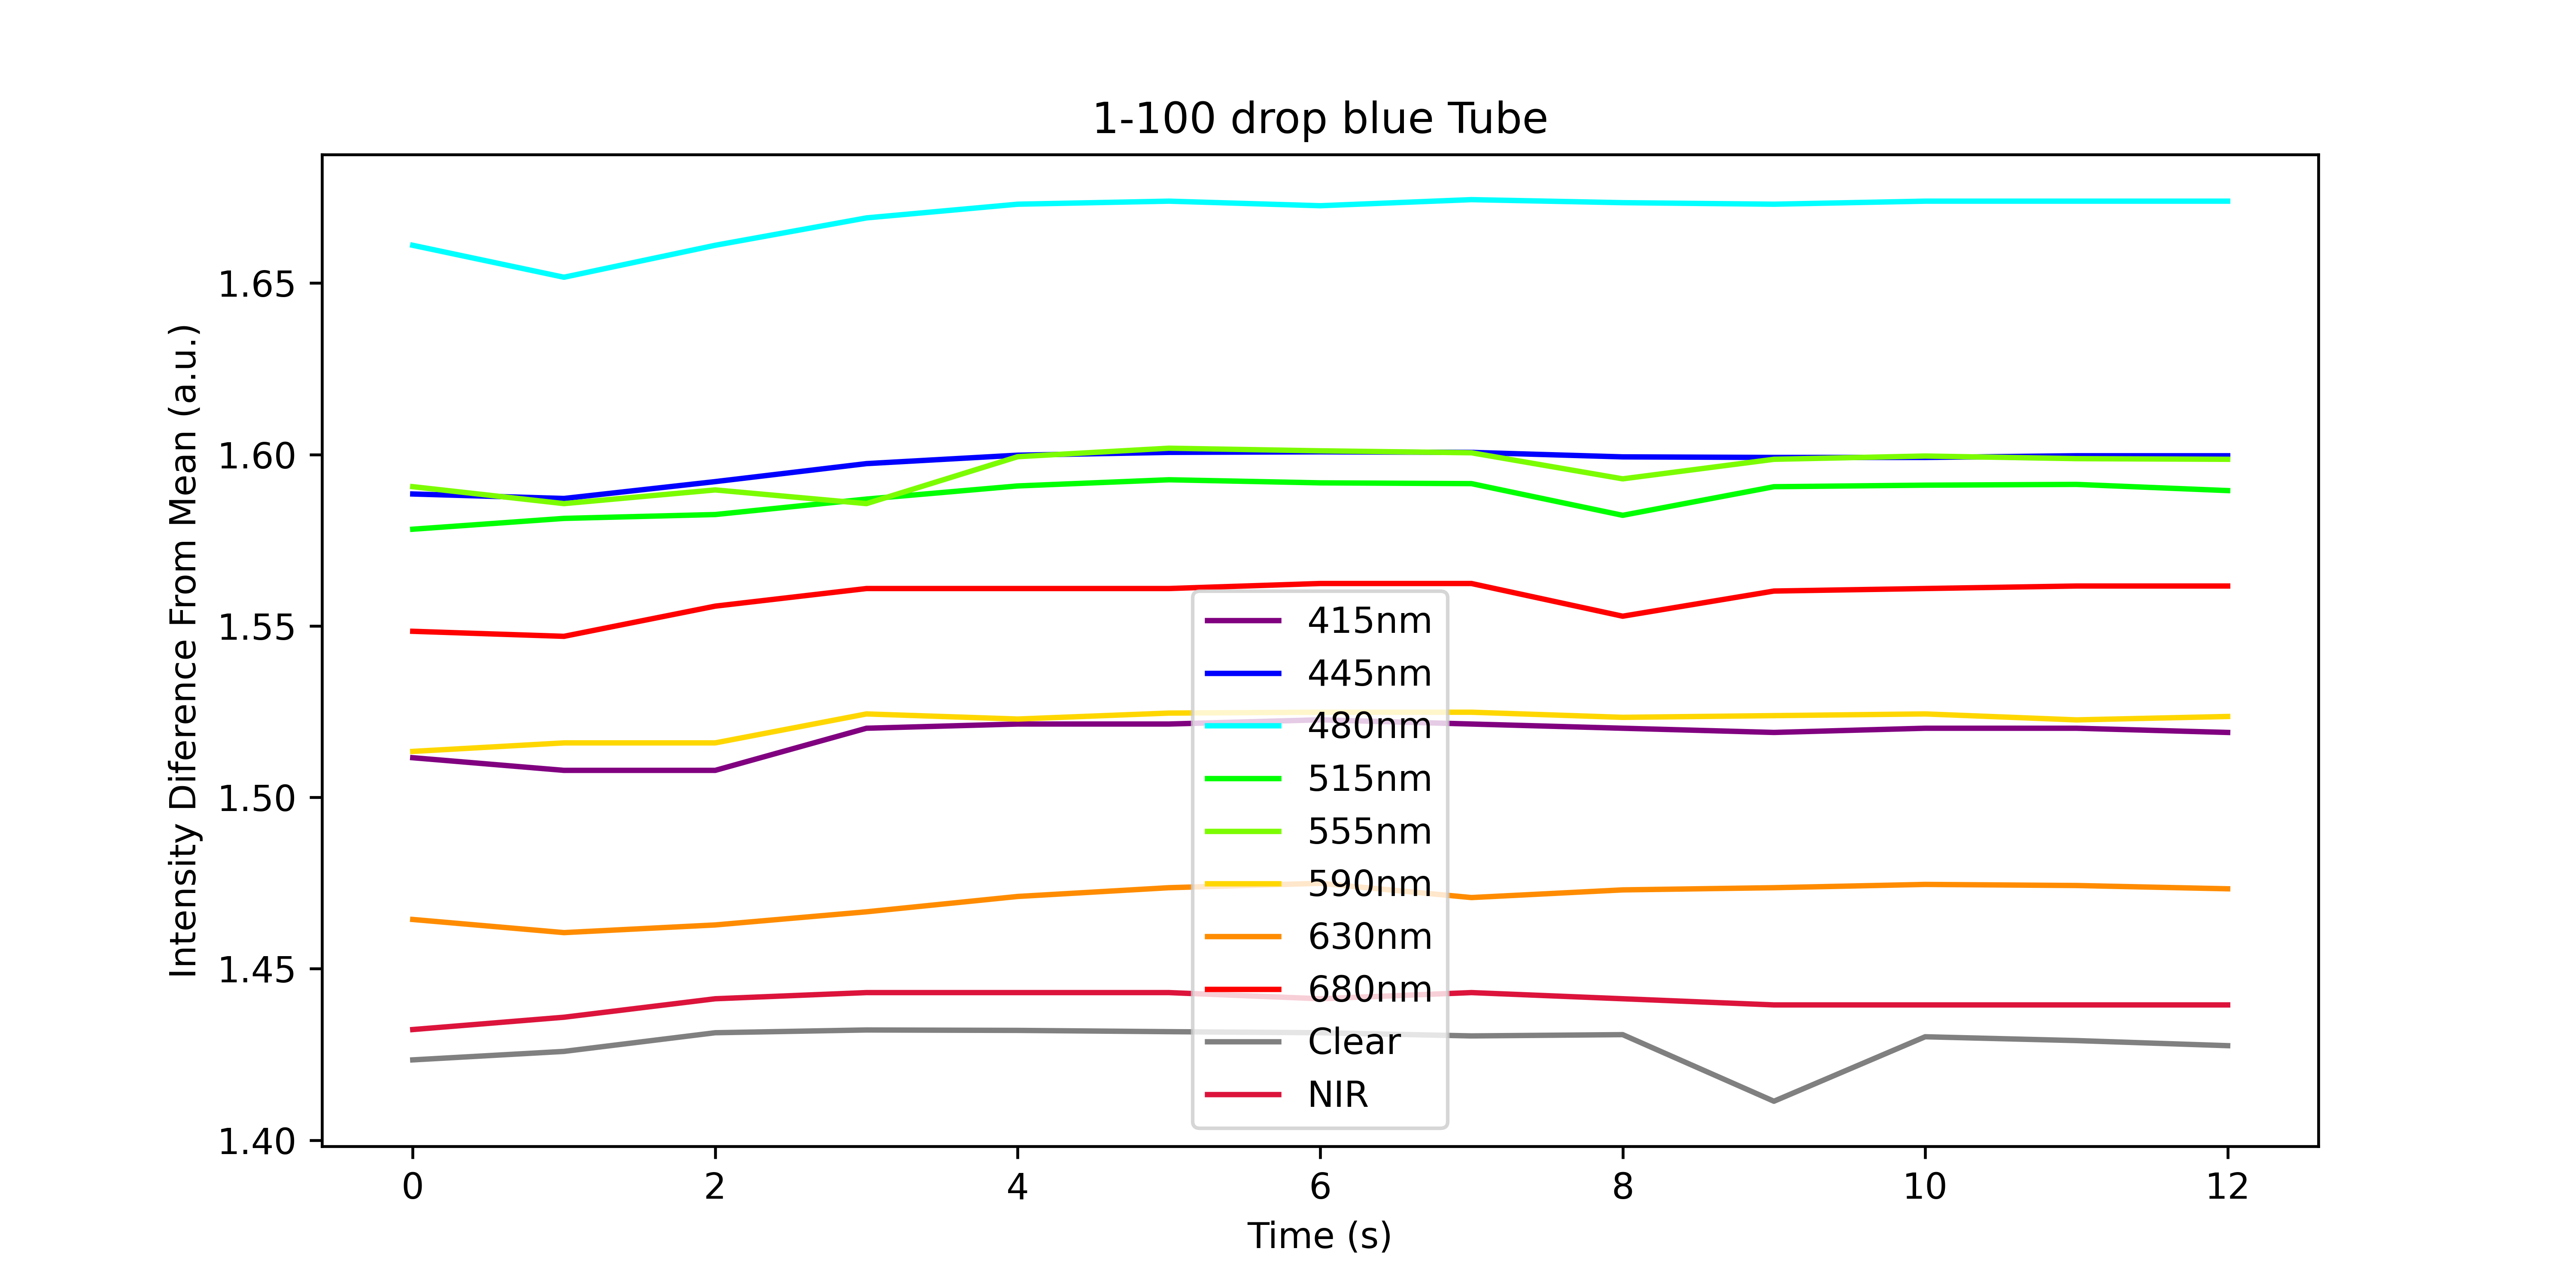 1-100 drop blue Tube
Intensity Diference From Mean (a.u.)
1.65
1.60
1.55
1.50
1.45
1.40
415nm
445nm
480nm
515nm
555nm
590nm
630nm
680nm
Clear
NIR
0 2 4 6 8 10 12
Time (s)